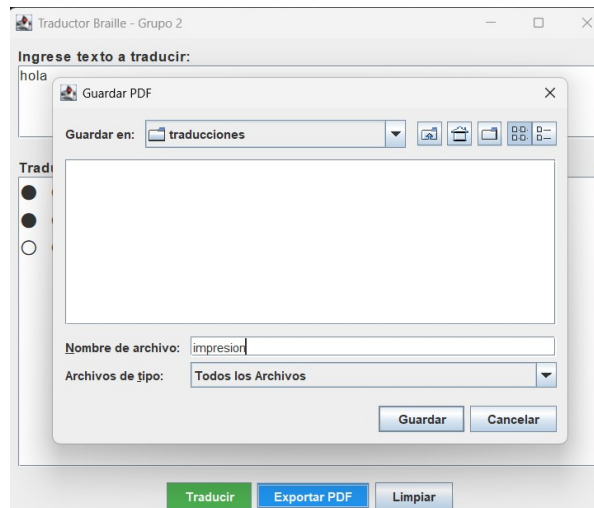 Traductor Braille - Grupo 2
Ingrese texto a traducir:
hola
Guardar PDF
Guardar en: traducciones
Nombre de archivo: impresion
Archivos de tipo: Todos los Archivos
Guardar Cancelar
Traducir Exportar PDF Limpiar